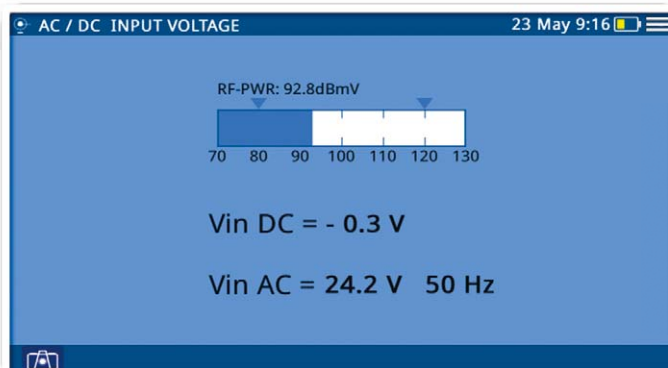 AC / DC INPUT VOLTAGE 23 May 9:16
RF-PWR: 92.8dBmV
70 80 90 100 110 120 130
Vin DC = - 0.3 V
Vin AC = 24.2 V 50 Hz